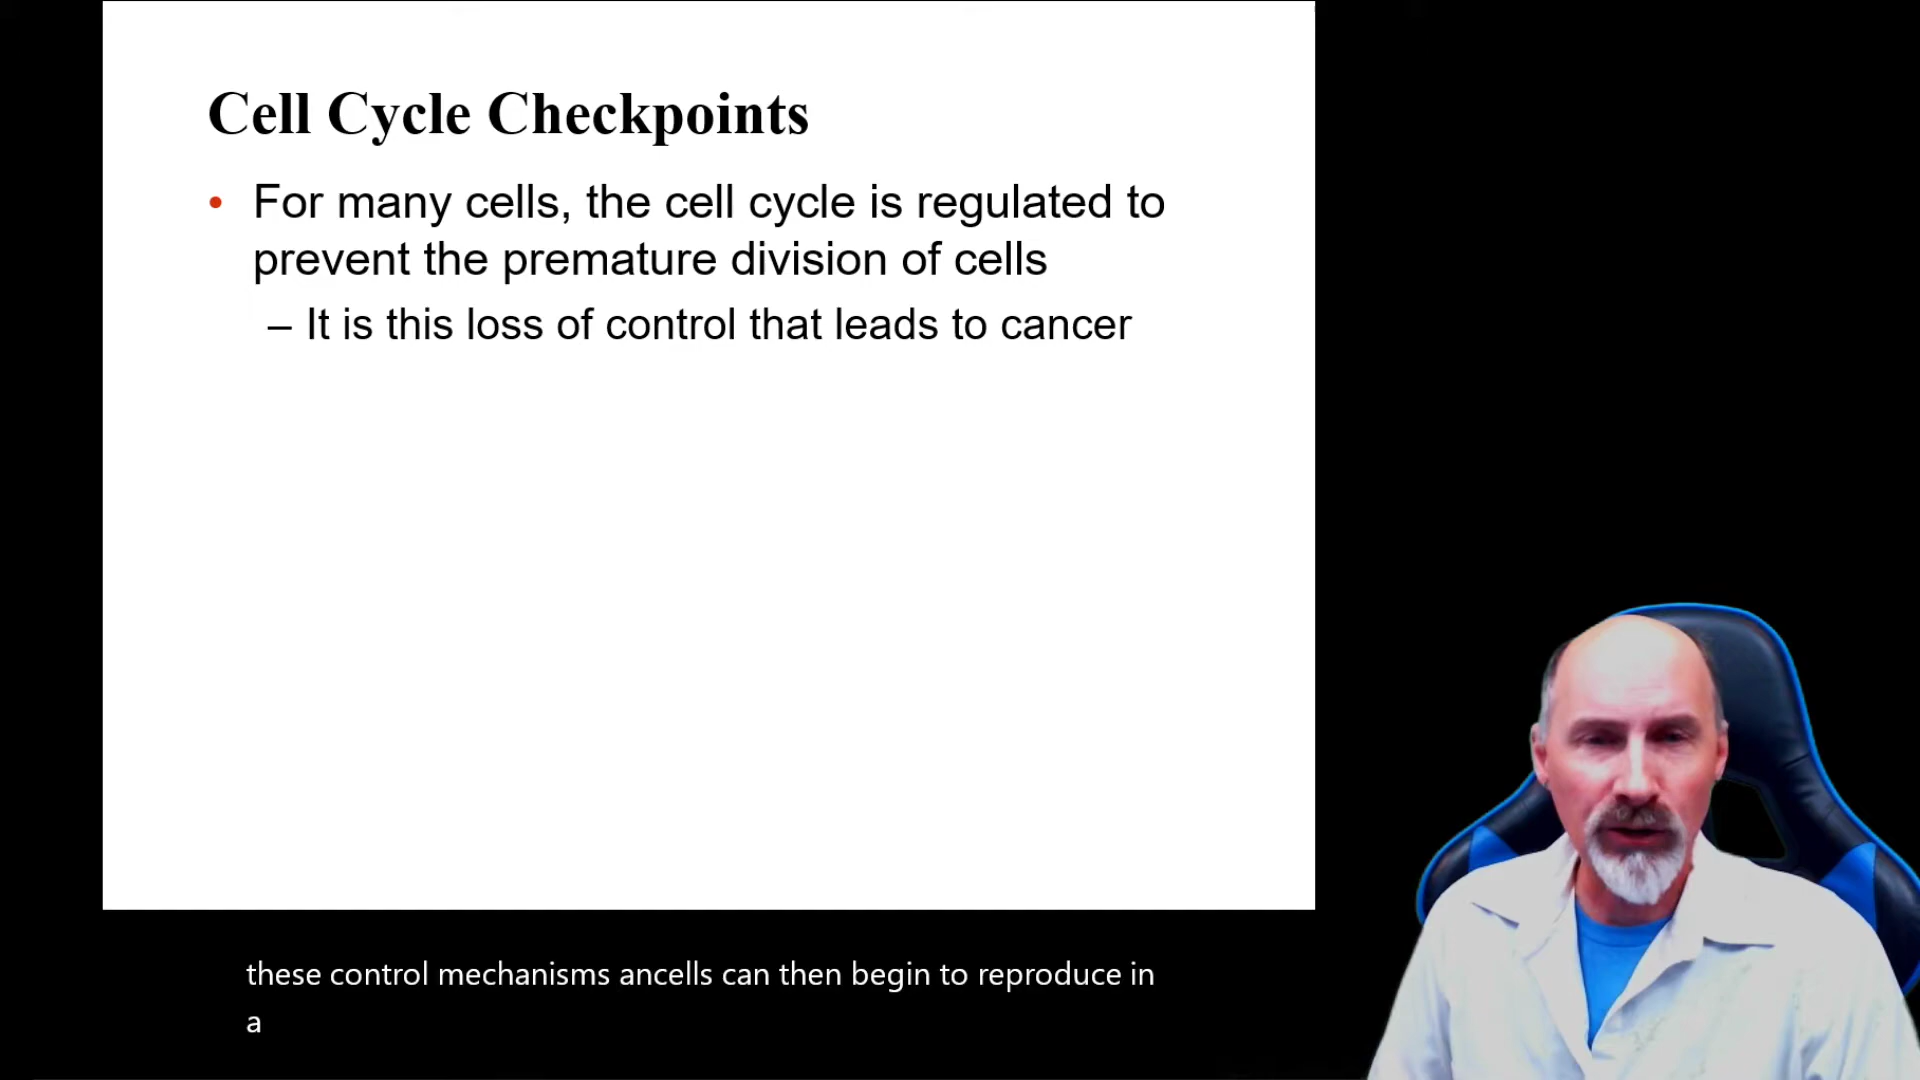 Cell Cycle Checkpoints
• For many cells, the cell cycle is regulated to
prevent the premature division of cells
– It is this loss of control that leads to cancer
these control mechanisms ancells can then begin to reproduce in
a